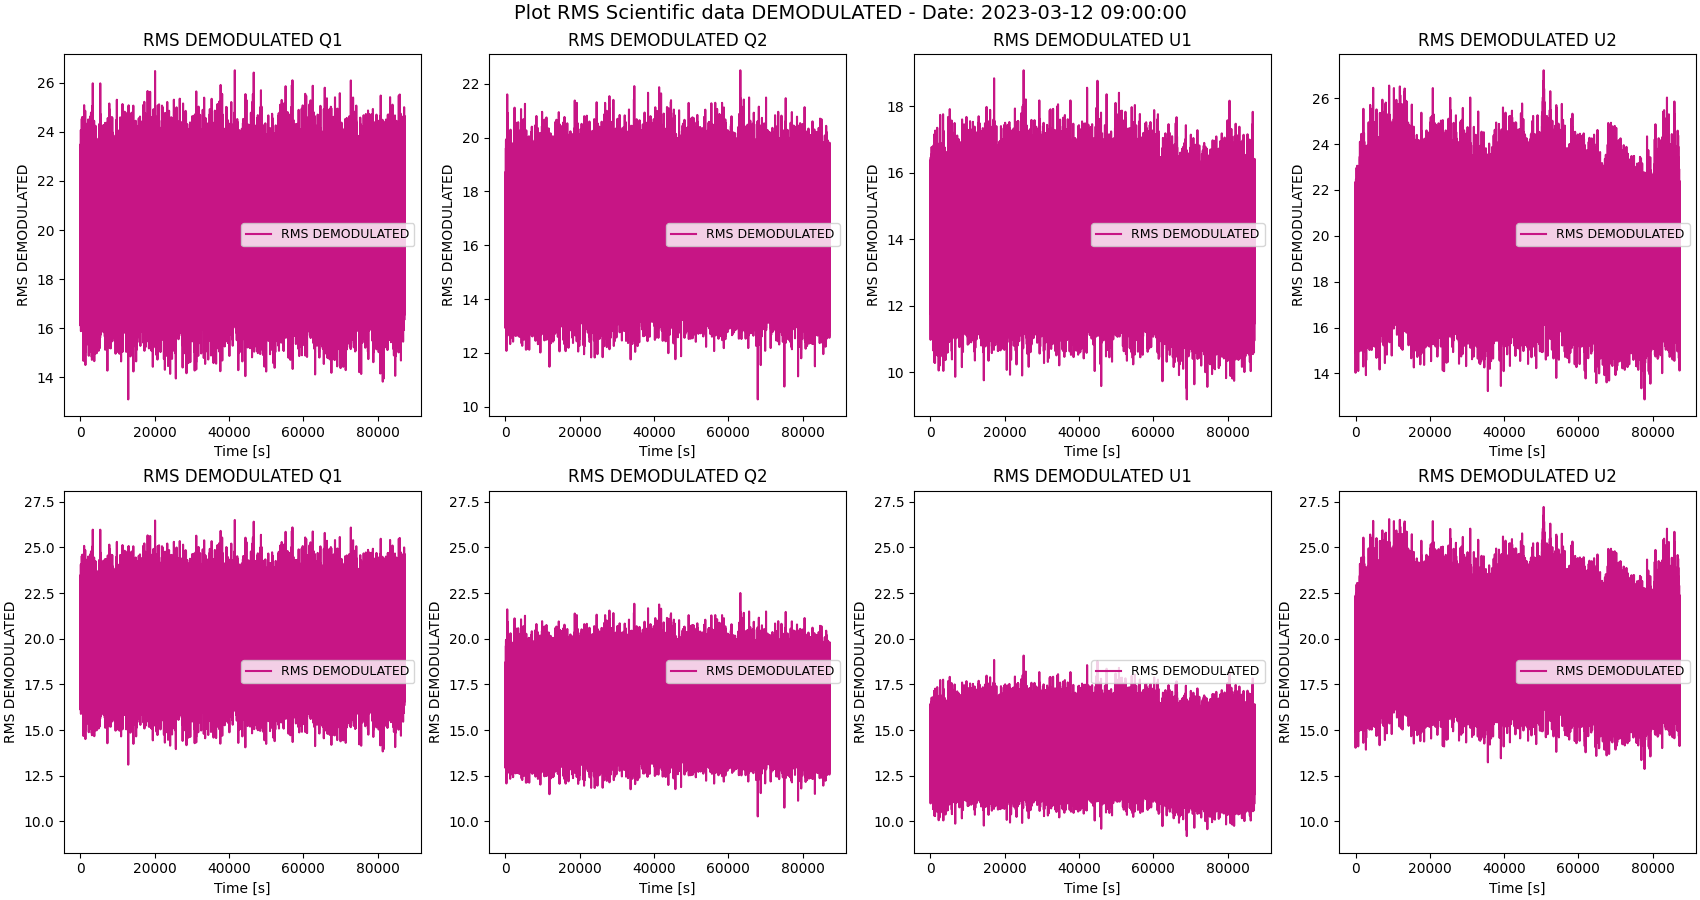 Plot RMS Scientific data DEMODULATED - Date: 2023-03-12 09:00:00
RMS DEMODULATED Q1
RMS DEMODULATED
26
24
22
20
18
16
14
RMS DEMODULATED
0 20000 40000 60000 80000
Time [s]
RMS DEMODULATED Q2
RMS DEMODULATED
22
20
18
16
14
12
10
RMS DEMODULATED
0 20000 40000 60000 80000
Time [s]
RMS DEMODULATED U1
RMS DEMODULATED
18
16
14
12
10
RMS DEMODULATED
0 20000 40000 60000 80000
Time [s]
RMS DEMODULATED U2
RMS DEMODULATED
26
24
22
20
18
16
14
RMS DEMODULATED
0 20000 40000 60000 80000
Time [s]
RMS DEMODULATED Q1
RMS DEMODULATED
27.5
25.0
22.5
20.0
17.5
15.0
12.5
10.0
RMS DEMODULATED
0 20000 40000 60000 80000
Time [s]
RMS DEMODULATED Q2
RMS DEMODULATED
27.5
25.0
22.5
20.0
17.5
15.0
12.5
10.0
RMS DEMODULATED
0 20000 40000 60000 80000
Time [s]
RMS DEMODULATED U1
RMS DEMODULATED
27.5
25.0
22.5
20.0
17.5
15.0
12.5
10.0
RMS DEMODULATED
0 20000 40000 60000 80000
Time [s]
RMS DEMODULATED U2
RMS DEMODULATED
27.5
25.0
22.5
20.0
17.5
15.0
12.5
10.0
RMS DEMODULATED
0 20000 40000 60000 80000
Time [s]